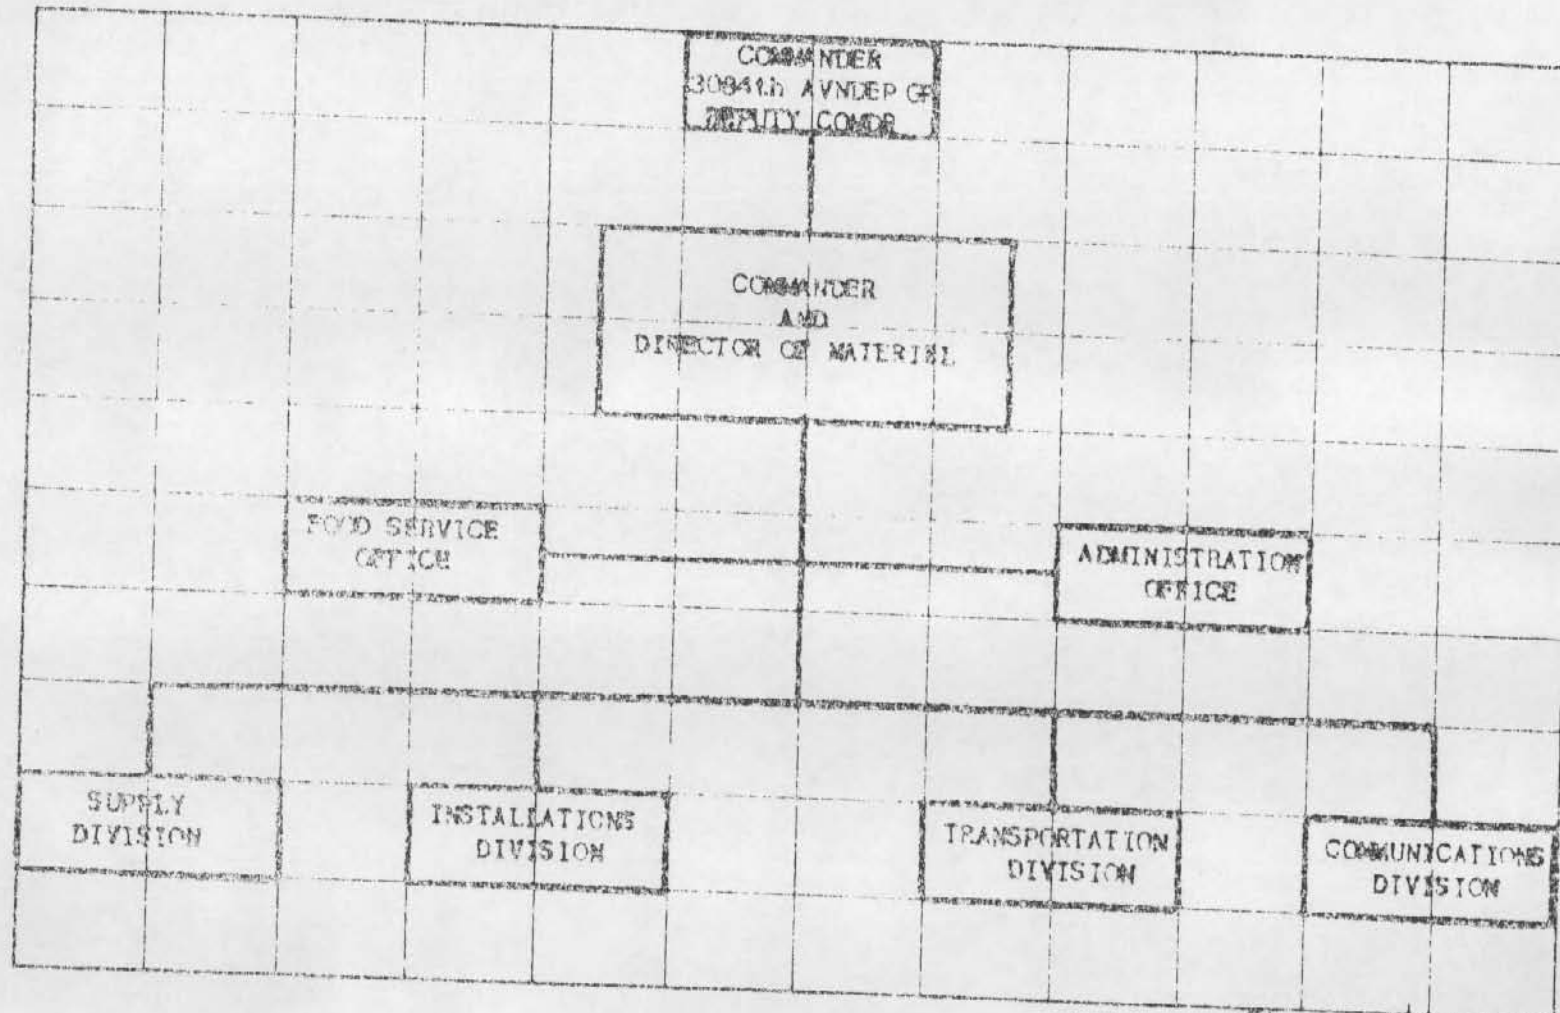 COMMANDER
3084th AVNDEP GP
DEPUTY COMDR
COMMANDER
AND
DIRECTOR OF MATERIEL
FOOD SERVICE
OFFICE
ADMINISTRATION
OFFICE
SUPPLY
DIVISION
INSTALLATIONS
DIVISION
TRANSPORTATION
DIVISION
COMMUNICATIONS
DIVISION